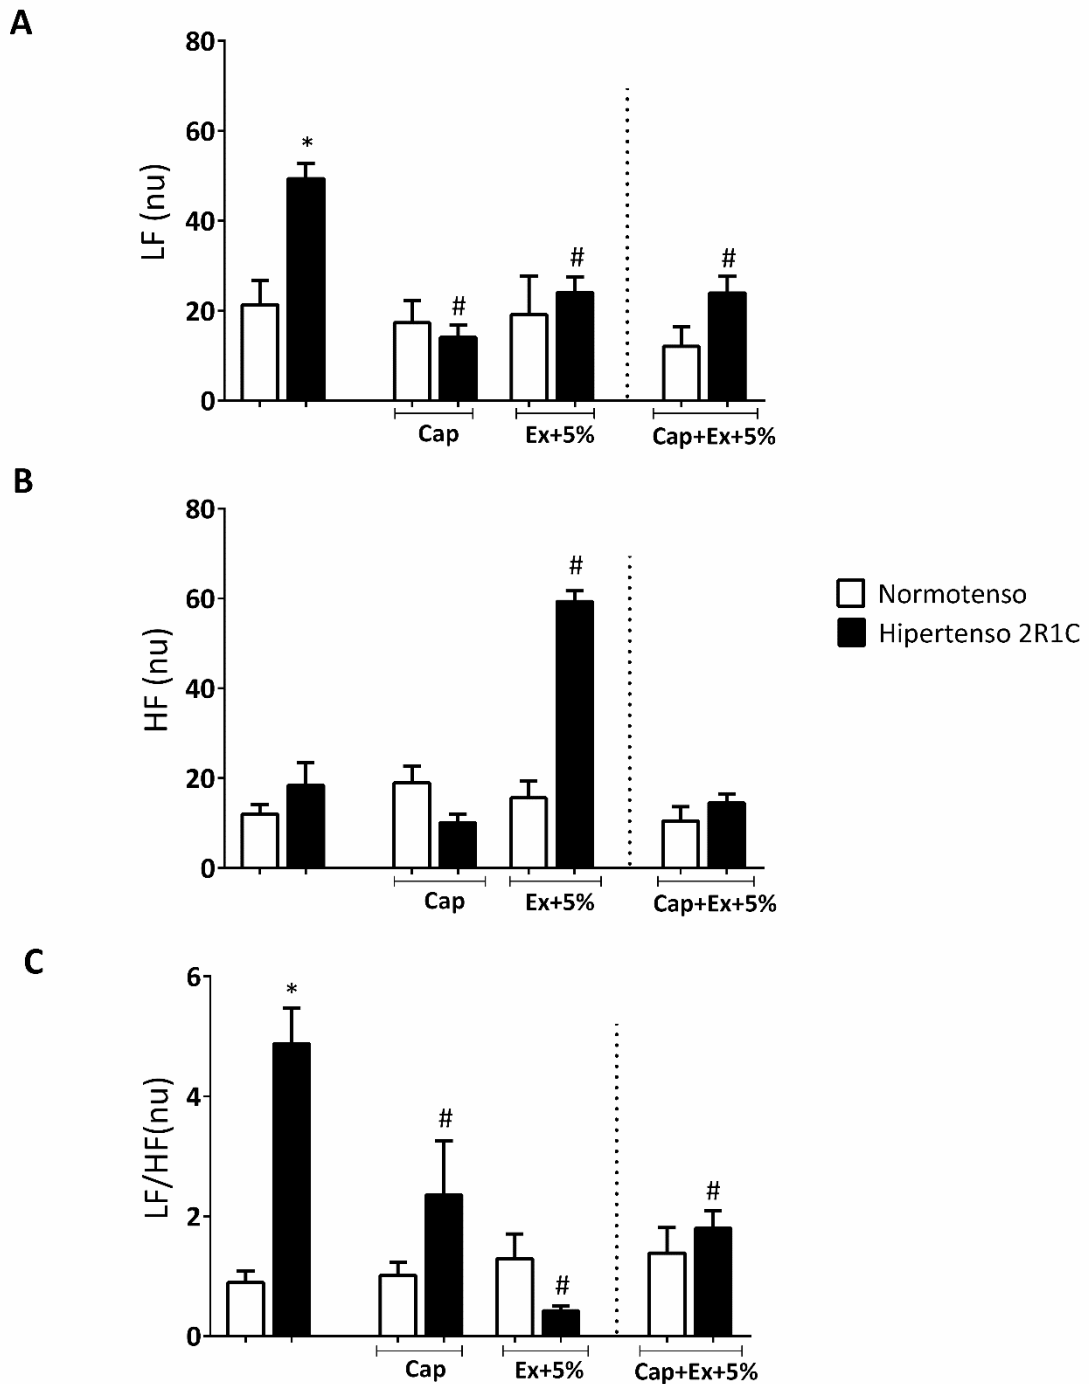 A
80
60
40
20
0
LF (nu)
*
#
#
#
Cap
Ex+5%
Cap+Ex+5%
B
80
60
40
20
0
HF (nu)
#
Cap
Ex+5%
Cap+Ex+5%
Normotenso
Hipertenso 2R1C
C
6
4
2
0
LF/HF(nu)
*
#
#
#
Cap
Ex+5%
Cap+Ex+5%